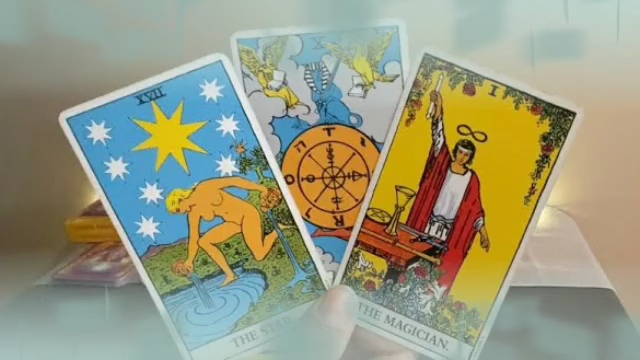 XVII
THE STAR
X
T A R O
I
THE MAGICIAN.